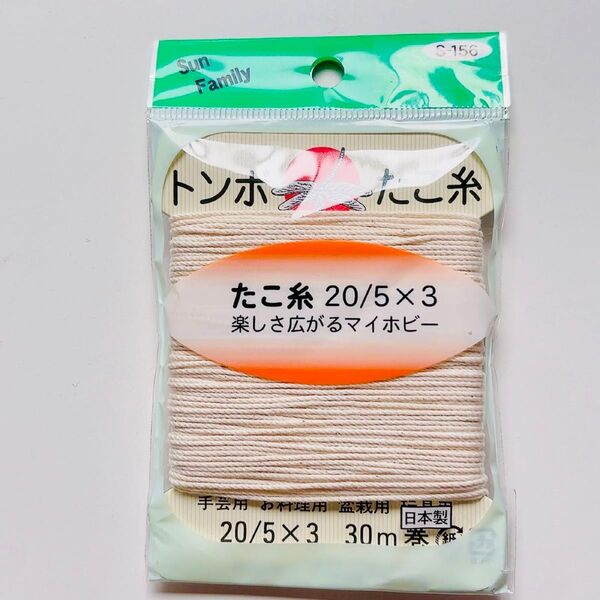 Sun
Family
S-156
トンボ たこ糸
たこ糸 20/5×3
楽しさ広がるマイホビー
手芸用 お料理用 盆栽用
日本製
20/5×3 30m 巻
紙